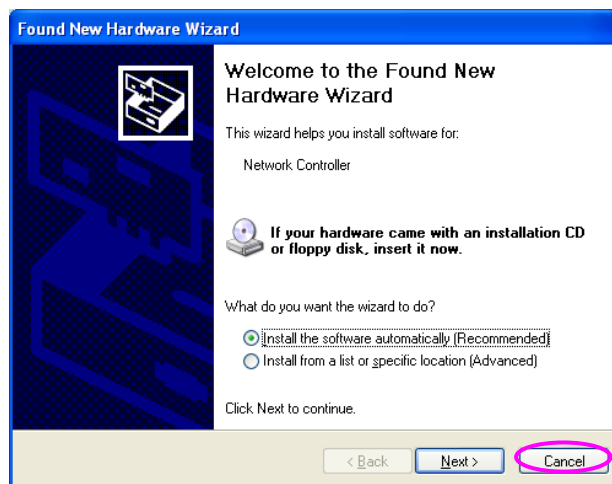 Found New Hardware Wizard
Welcome to the Found New
Hardware Wizard
This wizard helps you install software for:
Network Controller
If your hardware came with an installation CD
or floppy disk, insert it now.
What do you want the wizard to do?
Install the software automatically (Recommended)
Install from a list or specific location (Advanced)
Click Next to continue.
< Back Next > Cancel